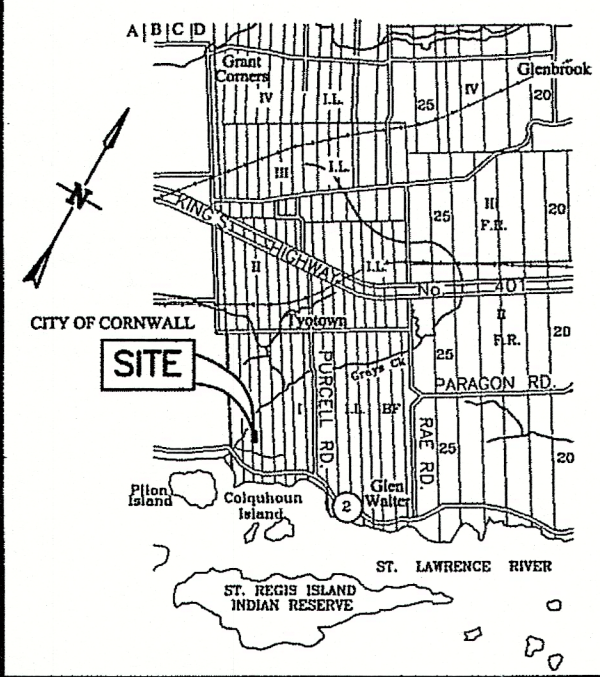 A B C D
Grant
Corners
Glenbrook
IV
I.L.
25
IV
20
III
I.L.
N
KING'S HIGHWAY No. 401
25
II
F.R.
20
II
I.L.
CITY OF CORNWALL
Tyotown
II
F.R.
20
SITE
25
Grays Ck
PARAGON RD.
PURCELL RD.
I
I.L.
BF
RAE RD.
25
20
Pilon
Island
Colquhoun
Island
Glen
Walter
2
ST. LAWRENCE RIVER
ST. REGIS ISLAND
INDIAN RESERVE